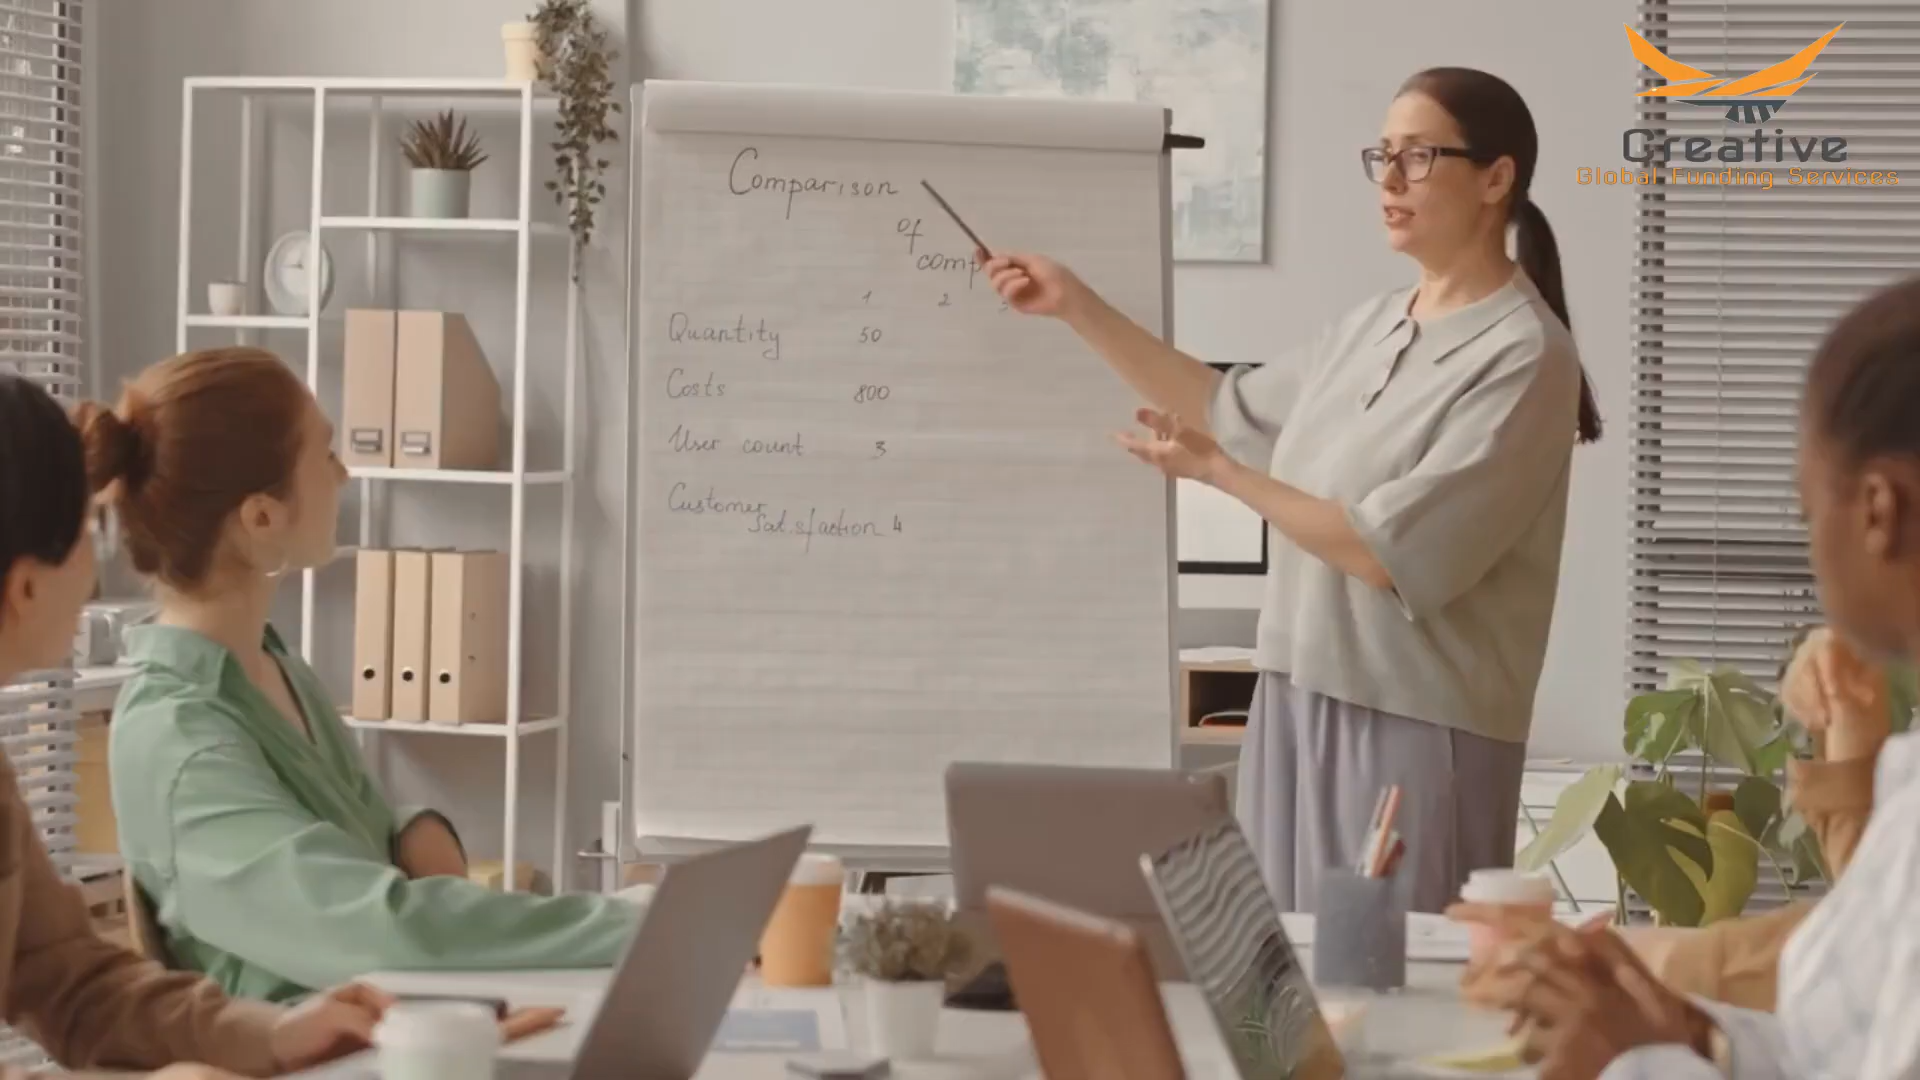 Creative
Global Funding Services
Comparison
of
comp
1 2 3
Quantity 50
Costs 800
User count 3
Customer
Satisfaction 4